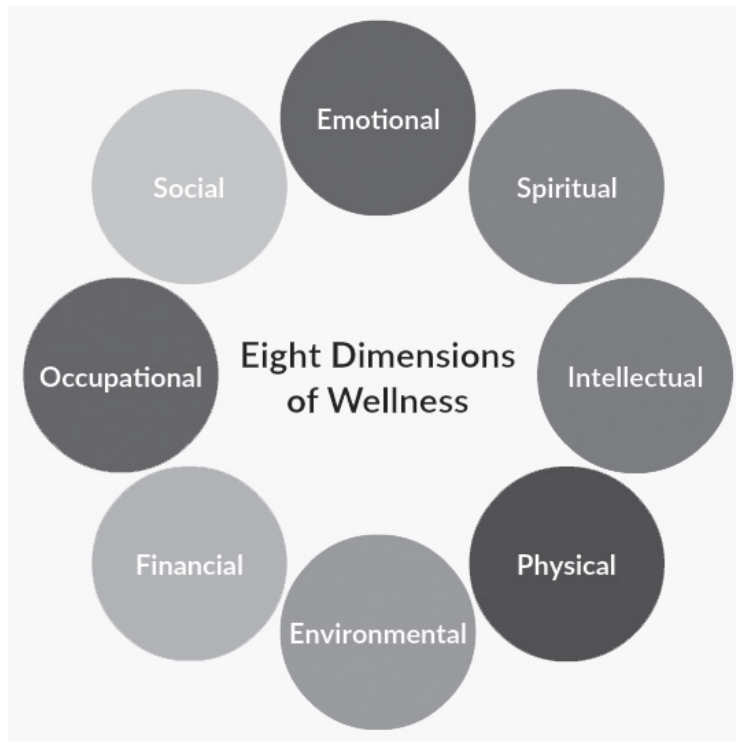 Emotional
Spiritual
Social
Eight Dimensions
of Wellness
Occupational
Intellectual
Financial
Physical
Environmental